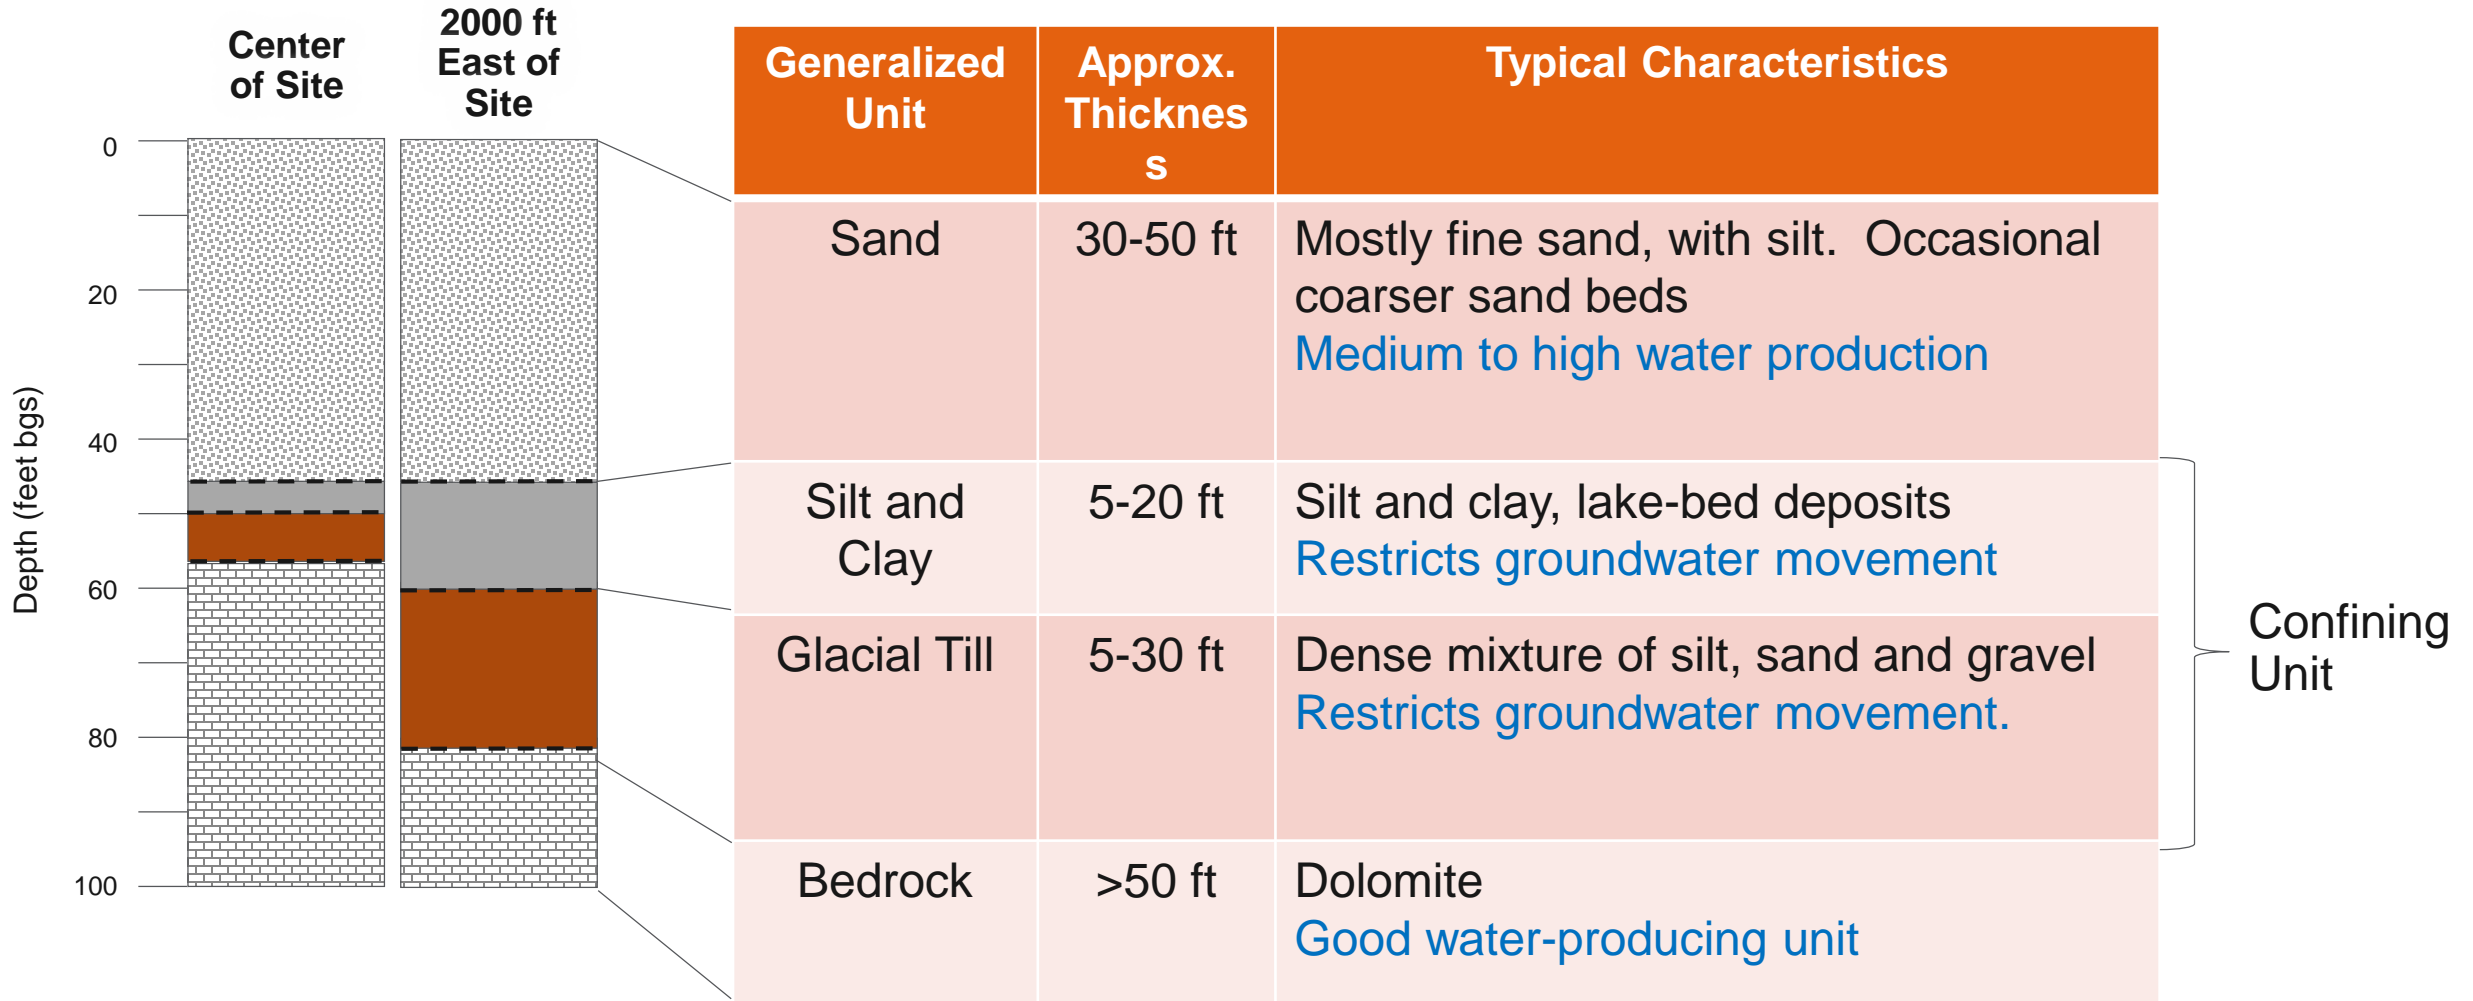 Center
of Site
2000 ft
East of
Site
Depth (feet bgs)
0
20
40
60
80
100
Generalized
Unit
Approx.
Thicknes
s
Typical Characteristics
Sand
30-50 ft
Mostly fine sand, with silt.  Occasional
coarser sand beds
Medium to high water production
Silt and
Clay
5-20 ft
Silt and clay, lake-bed deposits
Restricts groundwater movement
Glacial Till
5-30 ft
Dense mixture of silt, sand and gravel
Restricts groundwater movement.
Bedrock
>50 ft
Dolomite
Good water-producing unit
Confining
Unit